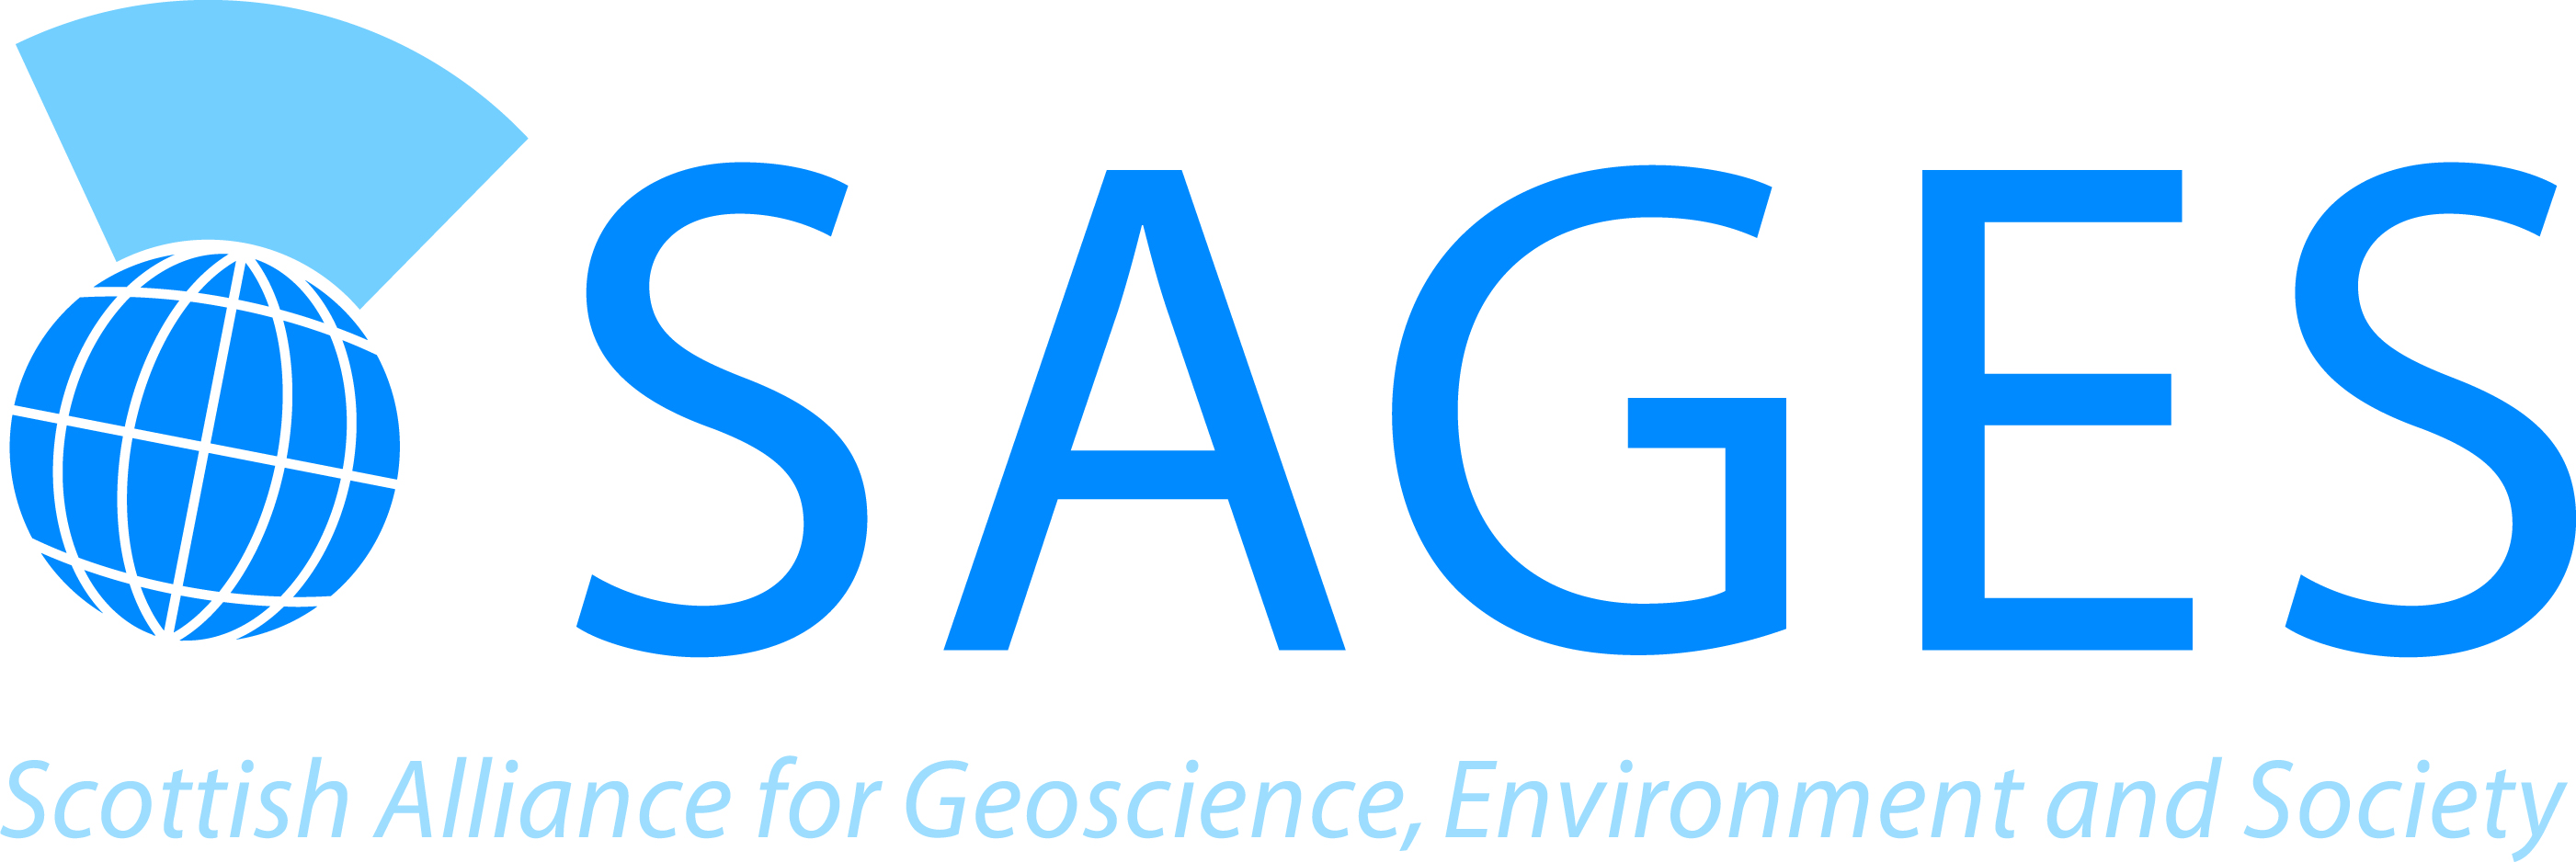 SAGES
Scottish Alliance for Geoscience, Environment and Society